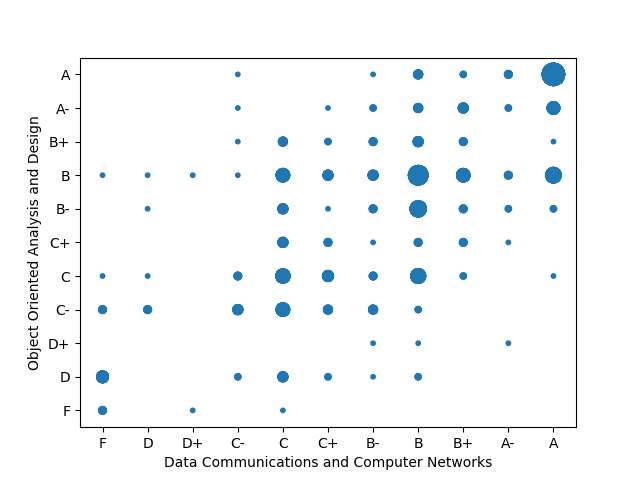 Object Oriented Analysis and Design
A
A-
B+
B
B-
C+
C
C-
D+
D
F
F D D+ C- C C+ B- B B+ A- A
Data Communications and Computer Networks